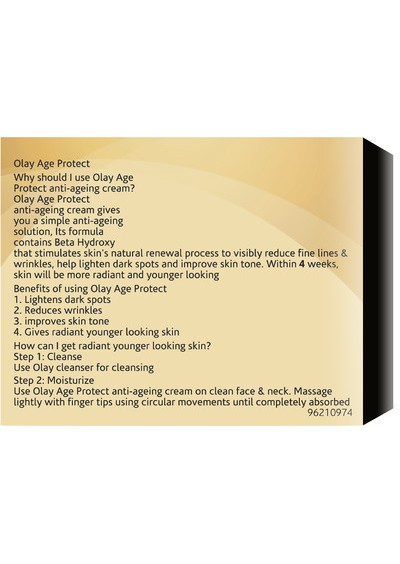 Olay Age Protect
Why should I use Olay Age
Protect anti-ageing cream?
Olay Age Protect
anti-ageing cream gives
you a simple anti-ageing
solution, Its formula
contains Beta Hydroxy
that stimulates skin's natural renewal process to visibly reduce fine lines &
wrinkles, help lighten dark spots and improve skin tone. Within 4 weeks,
skin will be more radiant and younger looking
Benefits of using Olay Age Protect
1. Lightens dark spots
2. Reduces wrinkles
3. improves skin tone
4. Gives radiant younger looking skin
How can I get radiant younger looking skin?
Step 1: Cleanse
Use Olay cleanser for cleansing
Step 2: Moisturize
Use Olay Age Protect anti-ageing cream on clean face & neck. Massage
lightly with finger tips using circular movements until completely absorbed
96210974